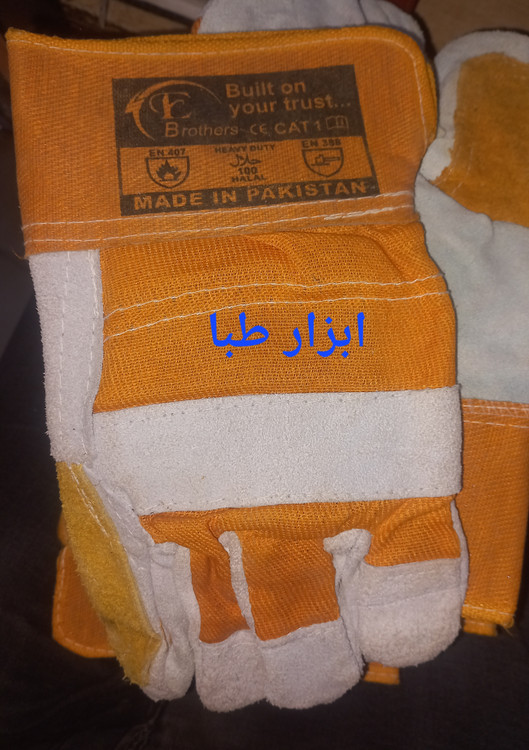 Built on
your trust...
Brothers CE CAT 1
EN 407
HEAVY DUTY
EN 388
حلال
100
HALAL
MADE IN PAKISTAN
ابزار طبا